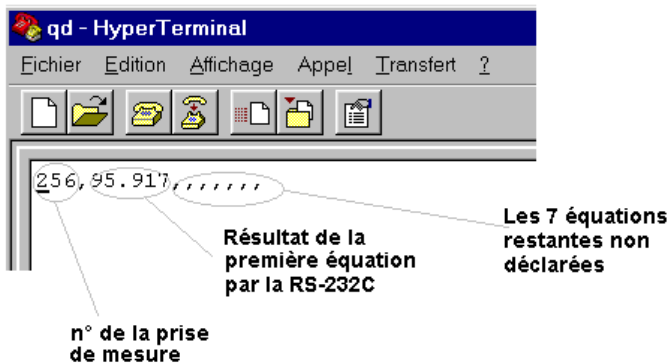 qd - HyperTerminal
Fichier Edition Affichage Appel Transfert ?
256,95.917,,,,,,,
Les 7 équations
restantes non
déclarées
Résultat de la
première équation
par la RS-232C
n° de la prise
de mesure